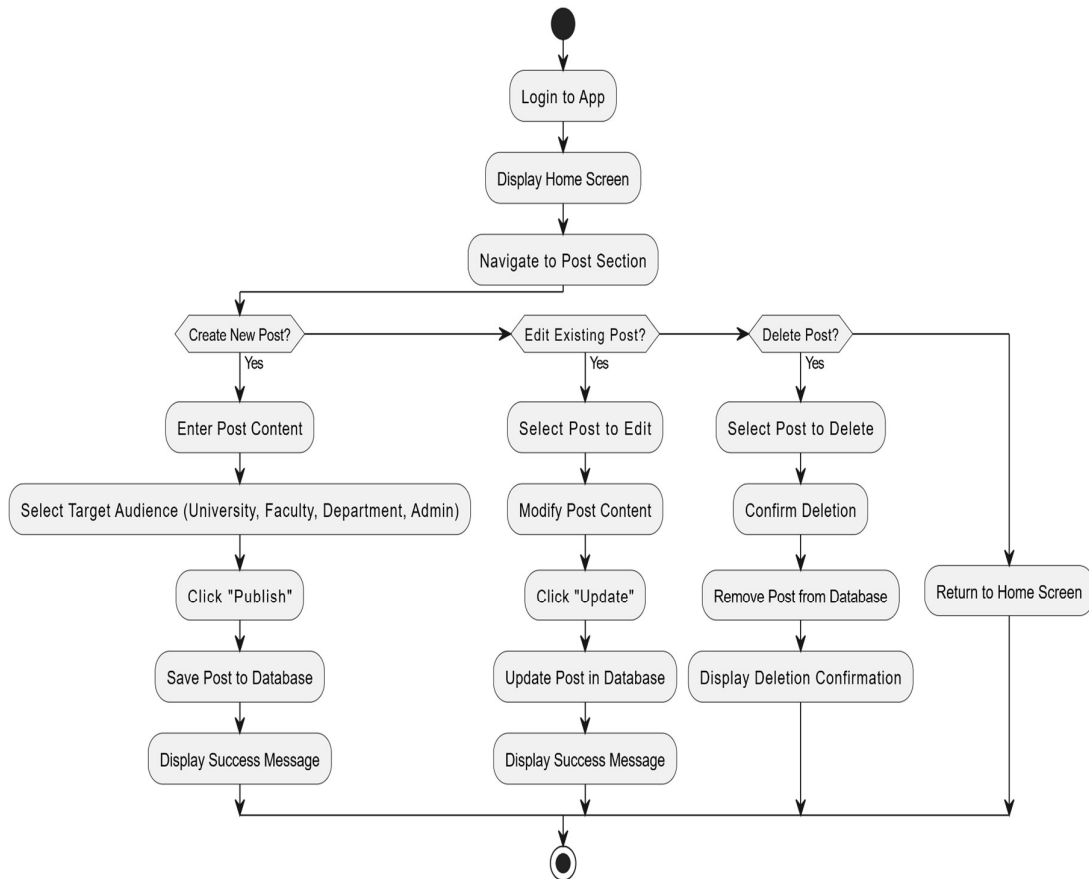 Login to App
Display Home Screen
Navigate to Post Section
Create New Post?
Yes
Enter Post Content
Select Target Audience (University, Faculty, Department, Admin)
Click "Publish"
Save Post to Database
Display Success Message
Edit Existing Post?
Yes
Select Post to Edit
Modify Post Content
Click "Update"
Update Post in Database
Display Success Message
Delete Post?
Yes
Select Post to Delete
Confirm Deletion
Remove Post from Database
Display Deletion Confirmation
Return to Home Screen